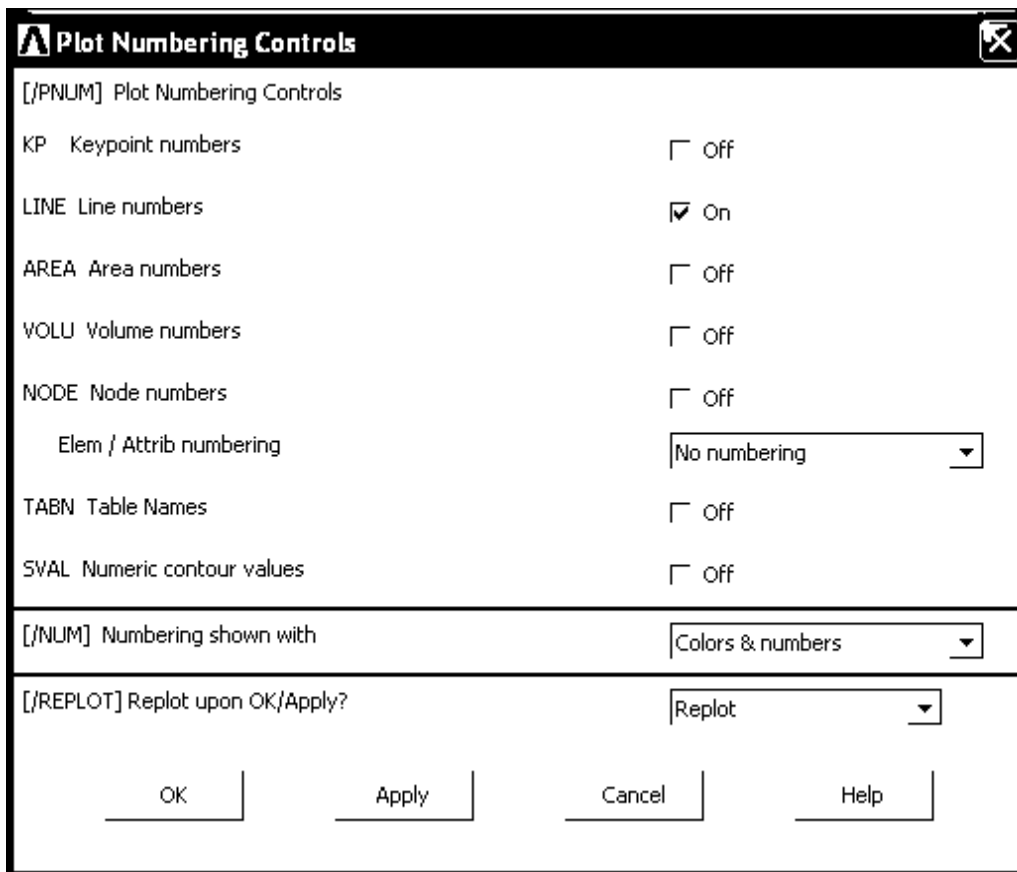 Plot Numbering Controls
[/PNUM] Plot Numbering Controls
KP Keypoint numbers Off
LINE Line numbers On
AREA Area numbers Off
VOLU Volume numbers Off
NODE Node numbers Off
Elem / Attrib numbering No numbering
TABN Table Names Off
SVAL Numeric contour values Off
[/NUM] Numbering shown with Colors & numbers
[/REPLOT] Replot upon OK/Apply? Replot
OK Apply Cancel Help